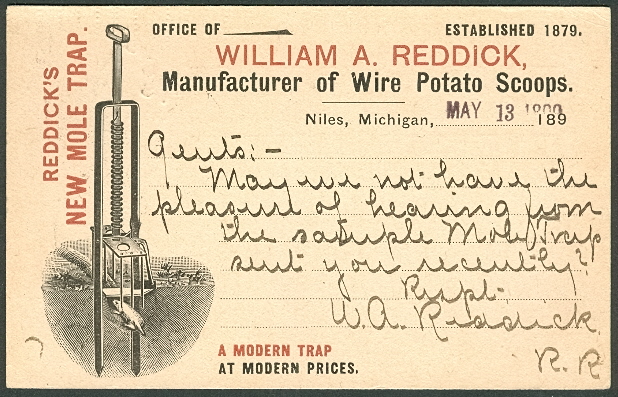 OFFICE OF
ESTABLISHED 1879.
WILLIAM A. REDDICK,
Manufacturer of Wire Potato Scoops.
Niles, Michigan, MAY 13 189
REDDICK'S
NEW MOLE TRAP.
Gents:-
May we not have the
pleasure of hearing from
the sample Mole Trap
sent you recently?
Respt.
W.A. Reddick
R.R
A MODERN TRAP
AT MODERN PRICES.